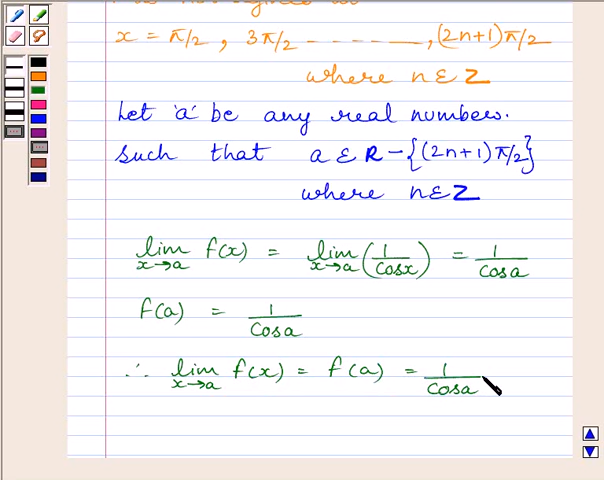 x = π/2 , 3π/2 - - - - - - - - , (2n+1)π/2
where n ε Z
Let 'a' be any real numbers.
such that a ε R - {(2n+1)π/2}
where n ε Z
lim x→a f(x) = lim x→a (1/cosx) = 1/cosa
f(a) = 1/cosa
∴ lim x→a f(x) = f(a) = 1/cosa